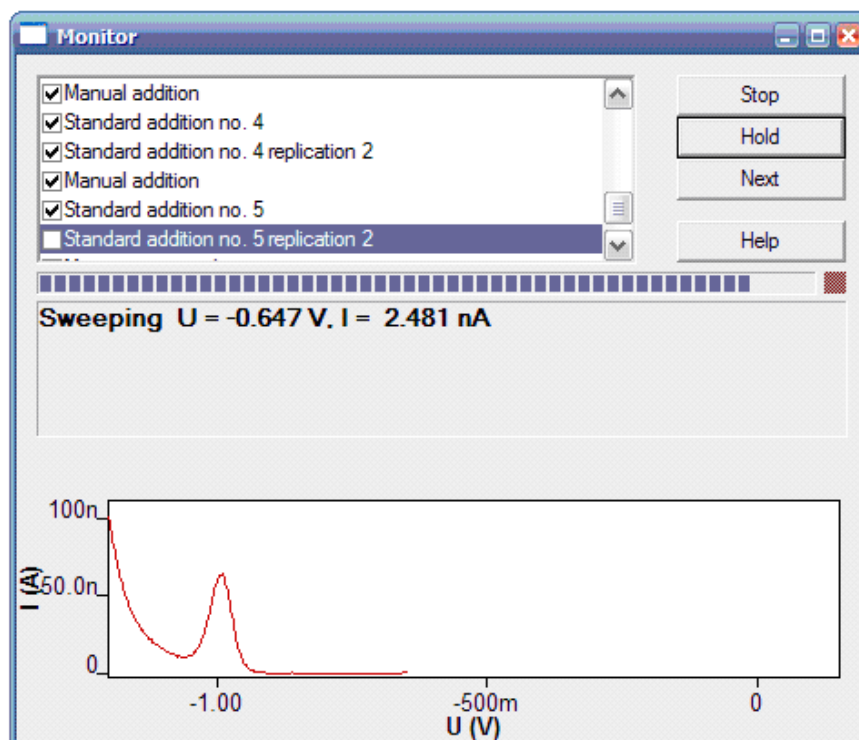 Monitor
Manual addition
Standard addition no. 4
Standard addition no. 4 replication 2
Manual addition
Standard addition no. 5
Standard addition no. 5 replication 2
Stop
Hold
Next
Help
Sweeping U = -0.647 V, I = 2.481 nA
100n
50.0n
0
I (A)
-1.00
-500m
0
U (V)